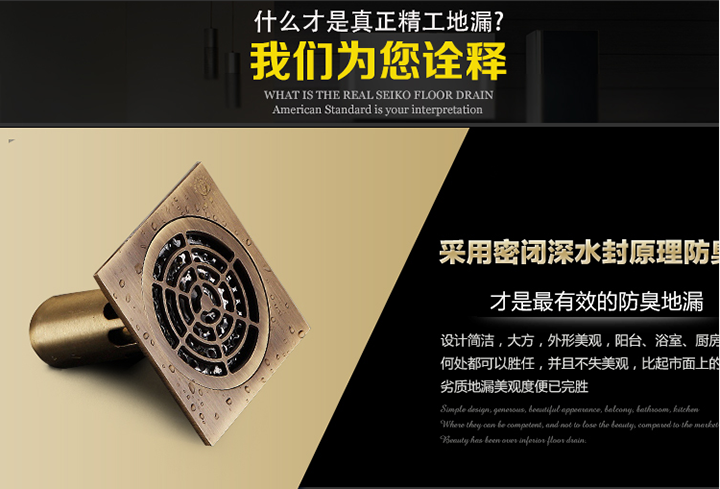 什么才是真正精工地漏?
我们为您诠释
WHAT IS THE REAL SEIKO FLOOR DRAIN
American Standard is your interpretation
采用密闭深水封原理防臭
才是最有效的防臭地漏
设计简洁，大方，外形美观，阳台、浴室、厨房
何处都可以胜任，并且不失美观，比起市面上的
劣质地漏美观度便已完胜
Simple design, generous, beautiful appearance, balcony, bathroom, kitchen
Where they can be competent, and not to lose the beauty, compared to the market
Beauty has been over inferior floor drain.